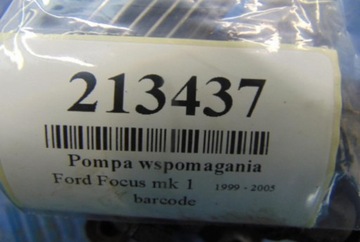 213437
Pompa wspomagania
Ford Focus mk 1 1999 - 2005
barcode